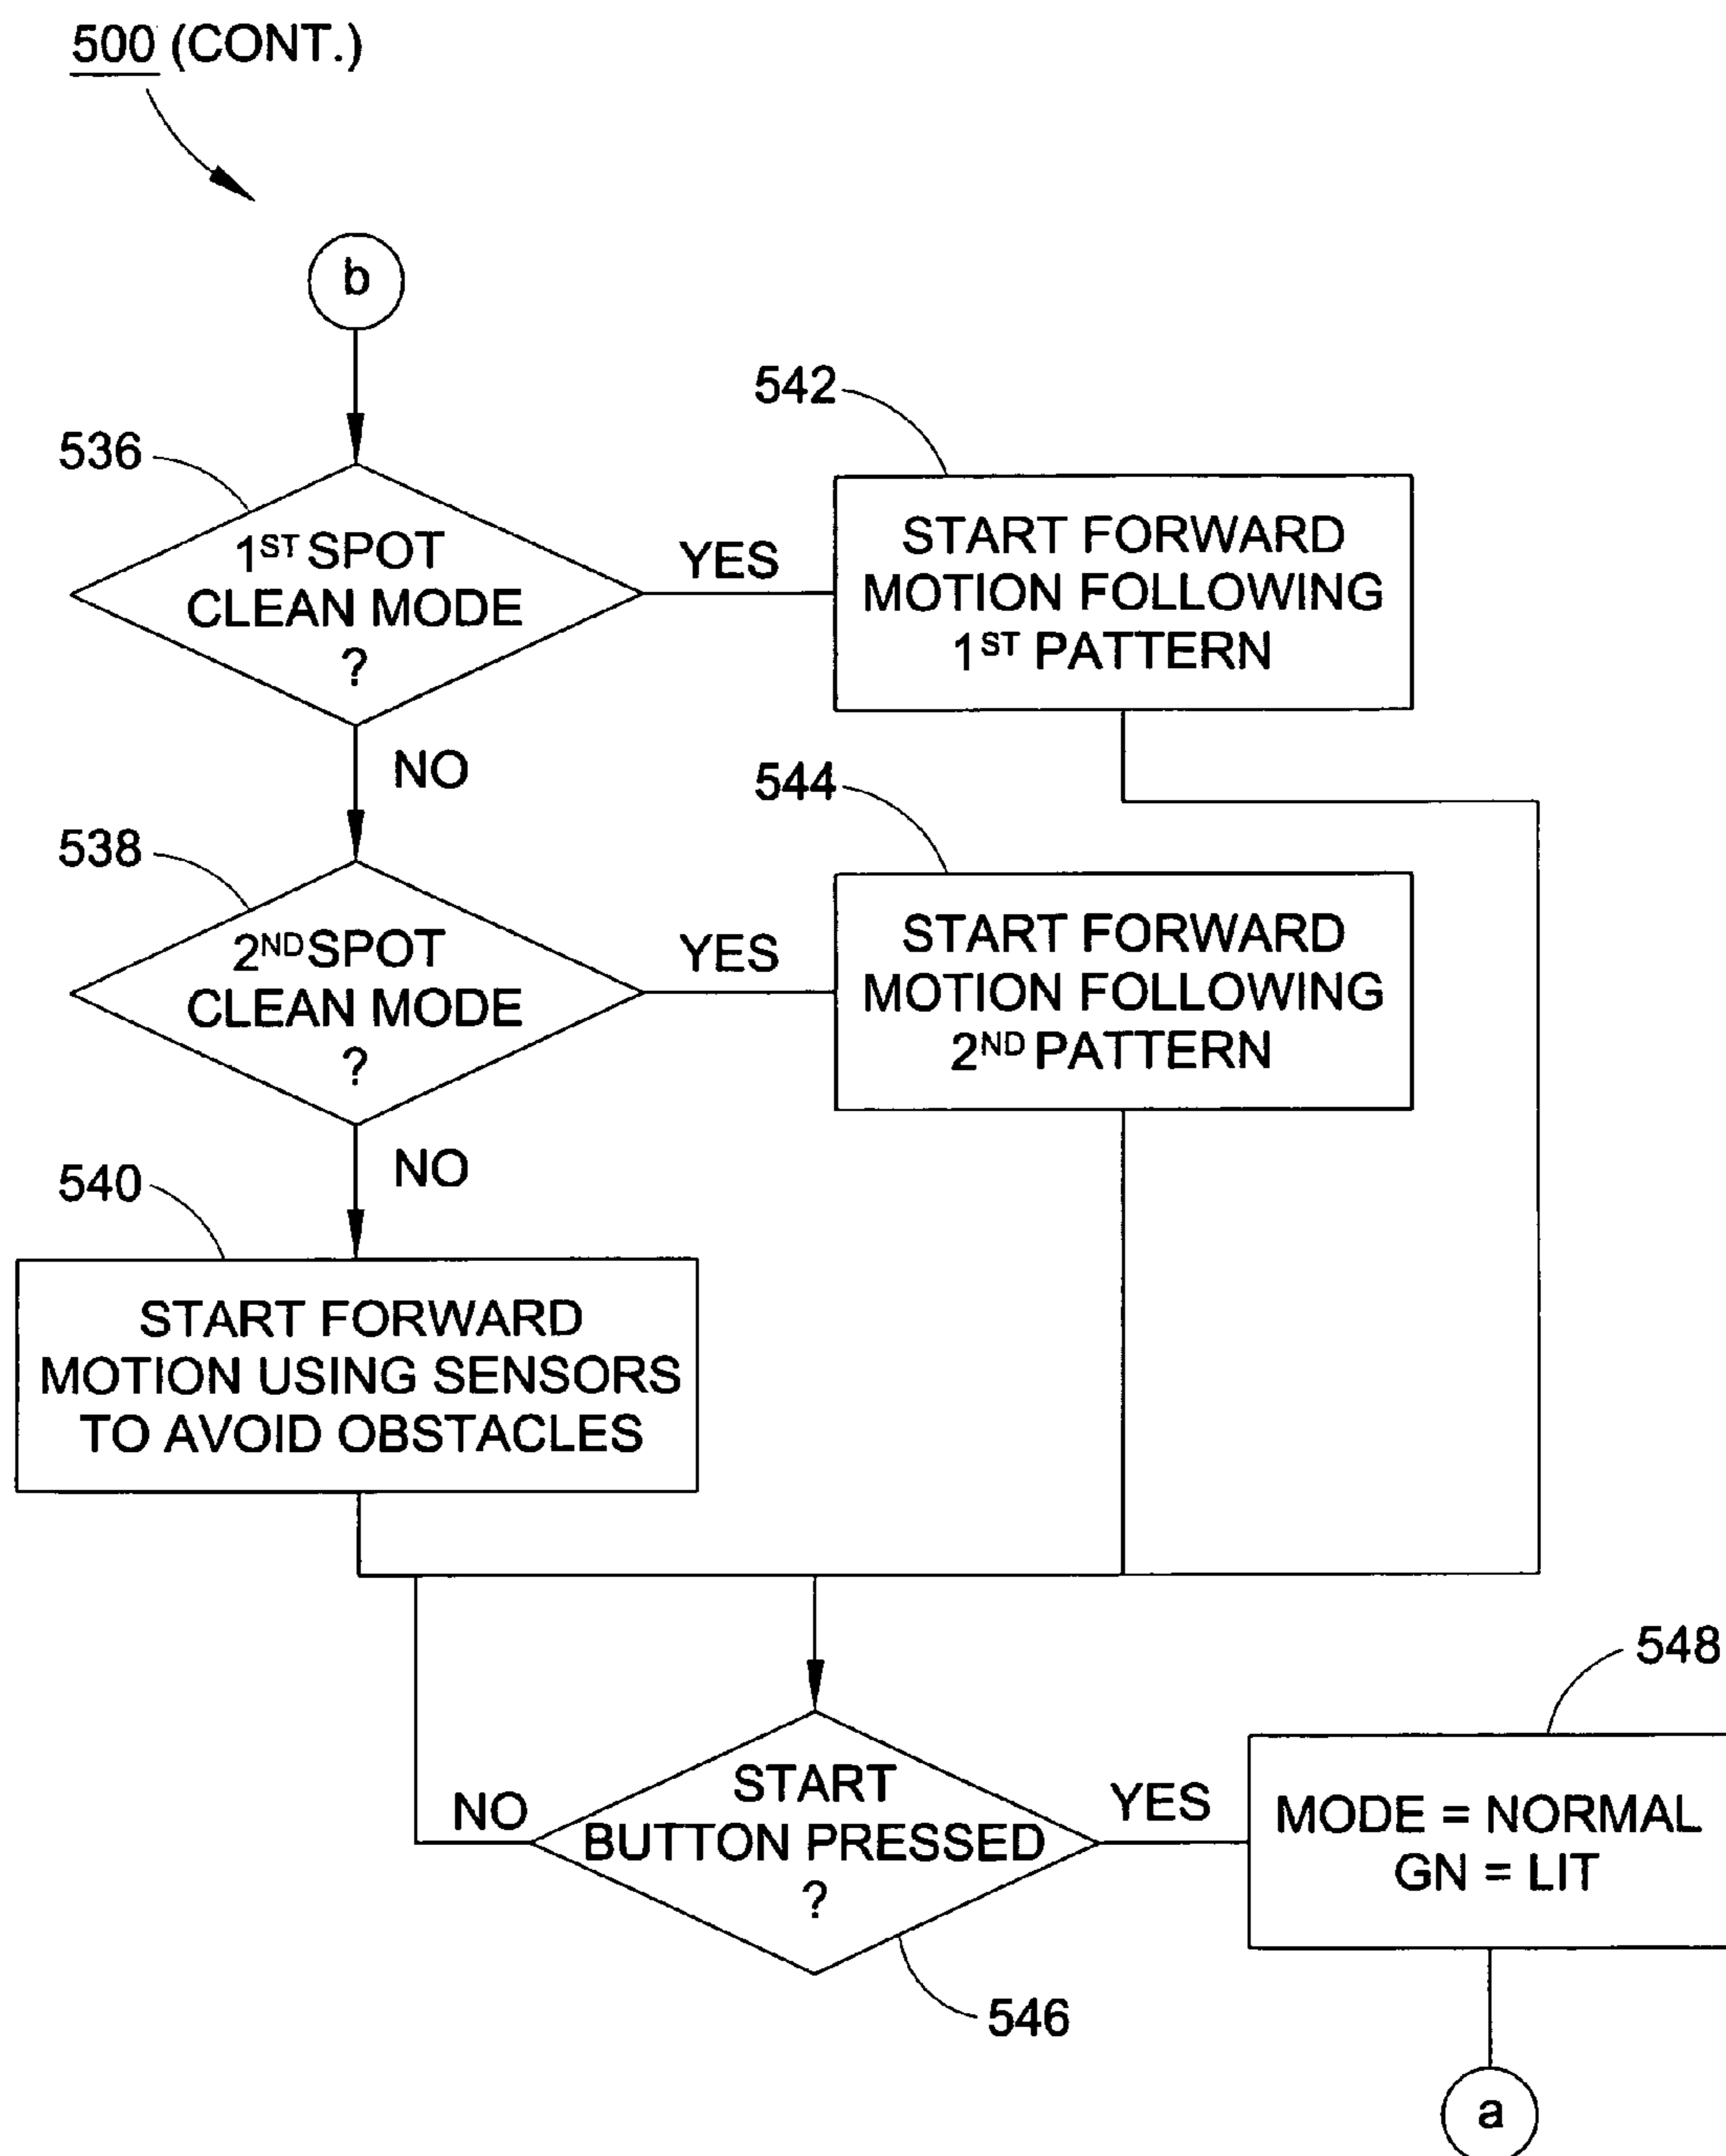 500 (CONT.)
b
542
536
1ST SPOT
CLEAN MODE
?
YES
START FORWARD
MOTION FOLLOWING
1ST PATTERN
NO
544
538
2ND SPOT
CLEAN MODE
?
YES
START FORWARD
MOTION FOLLOWING
2ND PATTERN
NO
540
START FORWARD
MOTION USING SENSORS
TO AVOID OBSTACLES
548
NO
START
BUTTON PRESSED
?
YES
MODE = NORMAL
GN = LIT
546
a